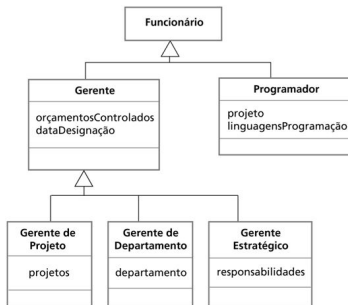 Funcionário
Gerente
orçamentosControlados
dataDesignação
Programador
projeto
linguagensProgramação
Gerente de
Projeto
projetos
Gerente de
Departamento
departamento
Gerente
Estratégico
responsabilidades